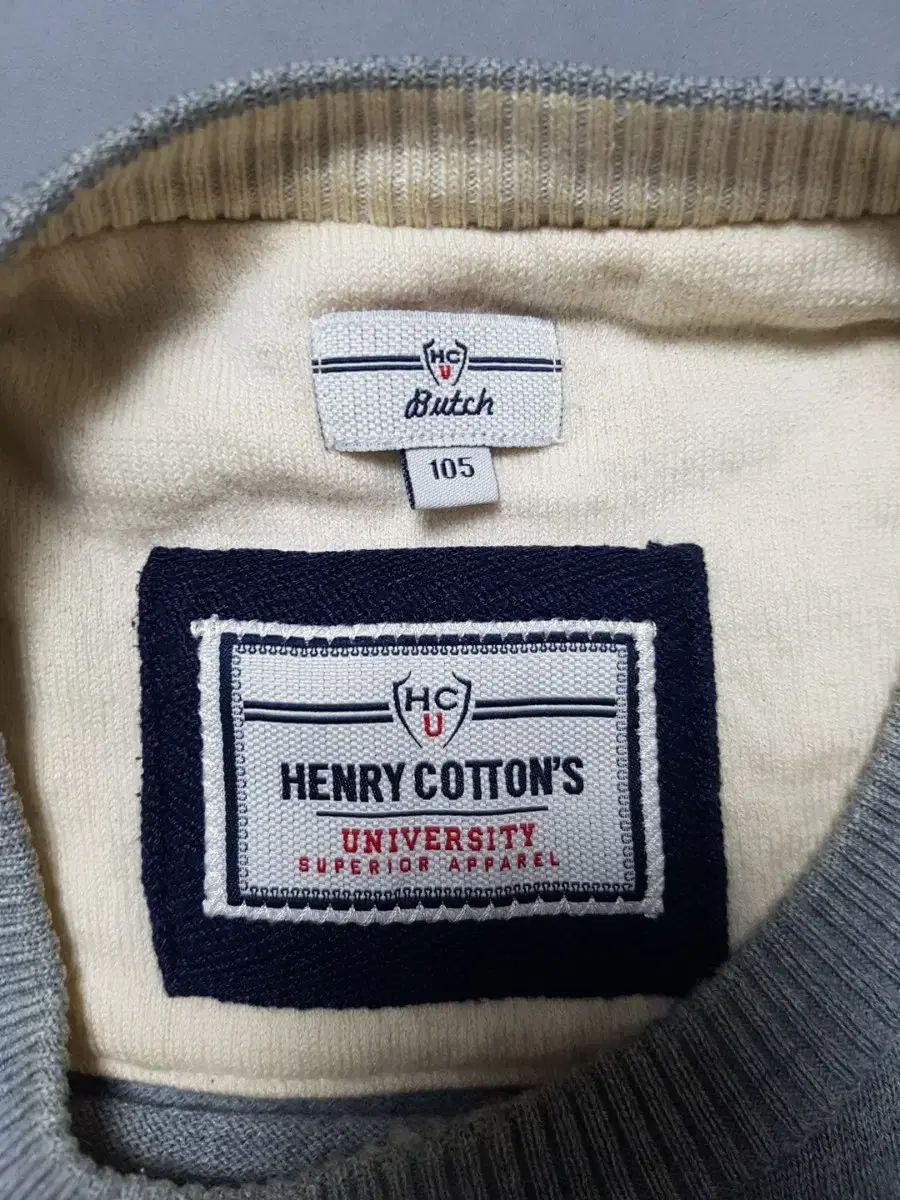 HC
U
Butch
105
HC
U
HENRY COTTON'S
UNIVERSITY
SUPERIOR APPAREL